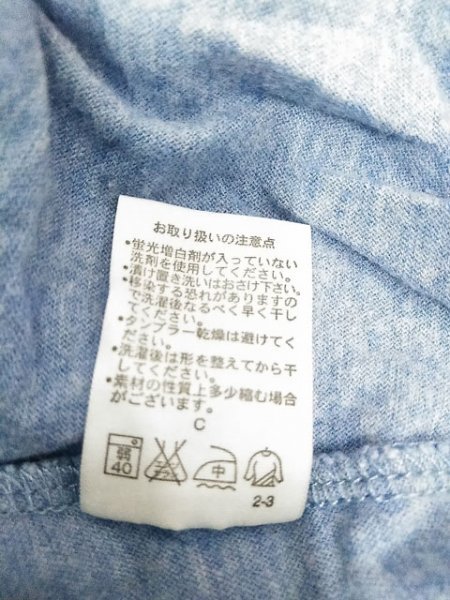 お取り扱いの注意点
・蛍光増白剤が入っていない
洗剤を使用してください。
・漬け置き洗いはおさけ下さい。
・移染する恐れがありますの
で洗濯後なるべく早く干し
てください。
・タンブラー乾燥は避けてく
ださい。
・洗濯後は形を整えてから干
してください。
・素材の性質上多少縮む場合
がございます。
C
弱
40
中
2-3